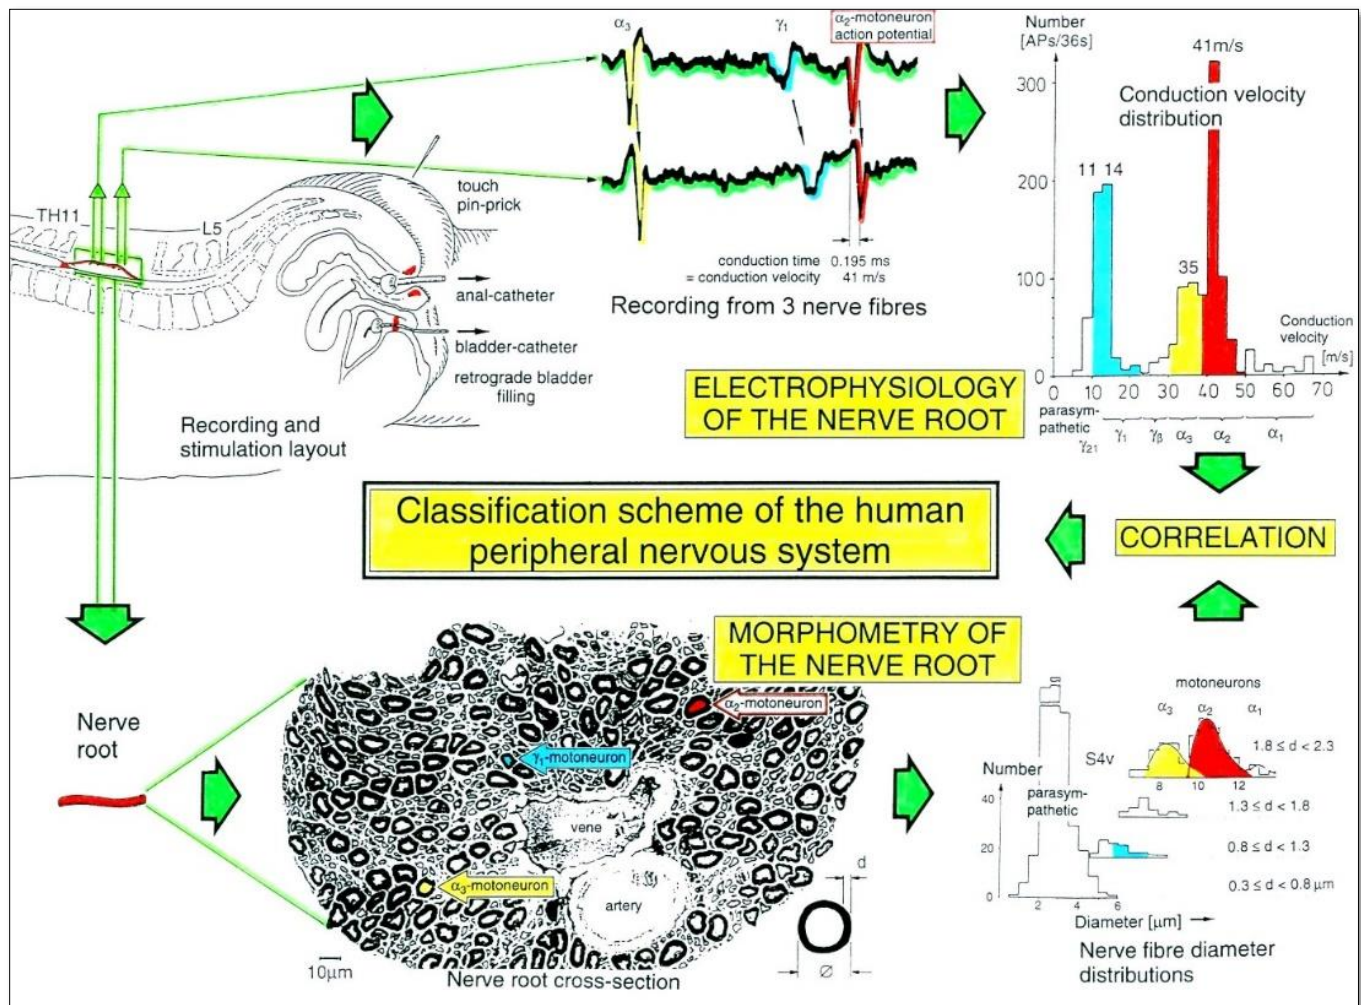 α3
γ1
α2-motoneuron
action potential
Number
[APs/36s]
41m/s
300
Conduction velocity
distribution
11 14
200
35
100
Conduction
velocity
[m/s]
0
0 10 20 30 40 50 60 70
parasym-
pathetic
γ21 γ1 γβ α3 α2 α1
TH11
L5
touch
pin-prick
anal-catheter
bladder-catheter
retrograde bladder
filling
Recording and
stimulation layout
conduction time 0.195 ms
= conduction velocity 41 m/s
Recording from 3 nerve fibres
ELECTROPHYSIOLOGY
OF THE NERVE ROOT
Classification scheme of the human
peripheral nervous system
CORRELATION
MORPHOMETRY OF
THE NERVE ROOT
Nerve
root
α2-motoneuron
γ1-motoneuron
vene
α3-motoneuron
artery
d
Ø
10μm
Nerve root cross-section
motoneurons
α3 α2 α1
S4v
1.8 ≤ d < 2.3
8 10 12
Number
parasym-
pathetic
40
1.3 ≤ d < 1.8
20
0.8 ≤ d < 1.3
0.3 ≤ d < 0.8 μm
0
2 4 6
Diameter [μm]
Nerve fibre diameter
distributions